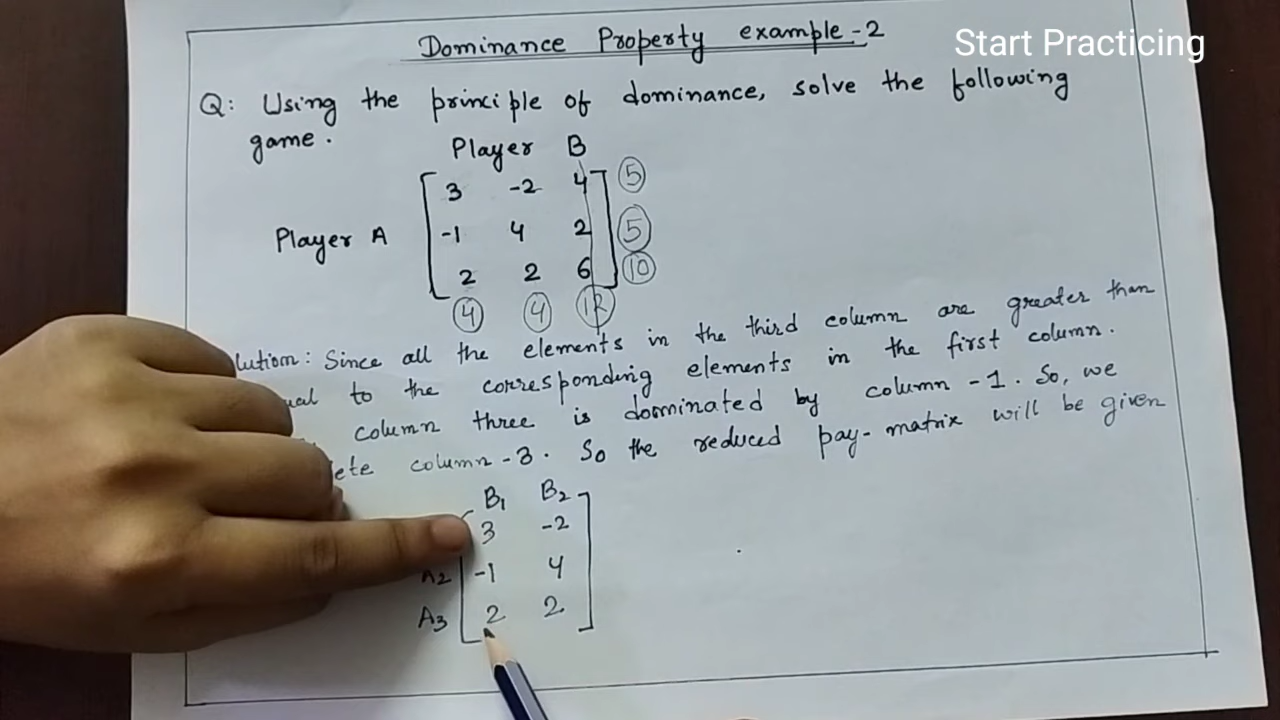 Start Practicing
Dominance Property example-2
Q: Using the principle of dominance, solve the following
game.
Player B
3 -2 4 5
Player A -1 4 2 5
2 2 6 10
4 4 12
lution: Since all the elements in the third column are greater than
ual to the corresponding elements in the first column.
column three is dominated by column -1. So, we
ete column-3. So the reduced pay-matrix will be given
B1 B2
3 -2
A2 -1 4
A3 2 2